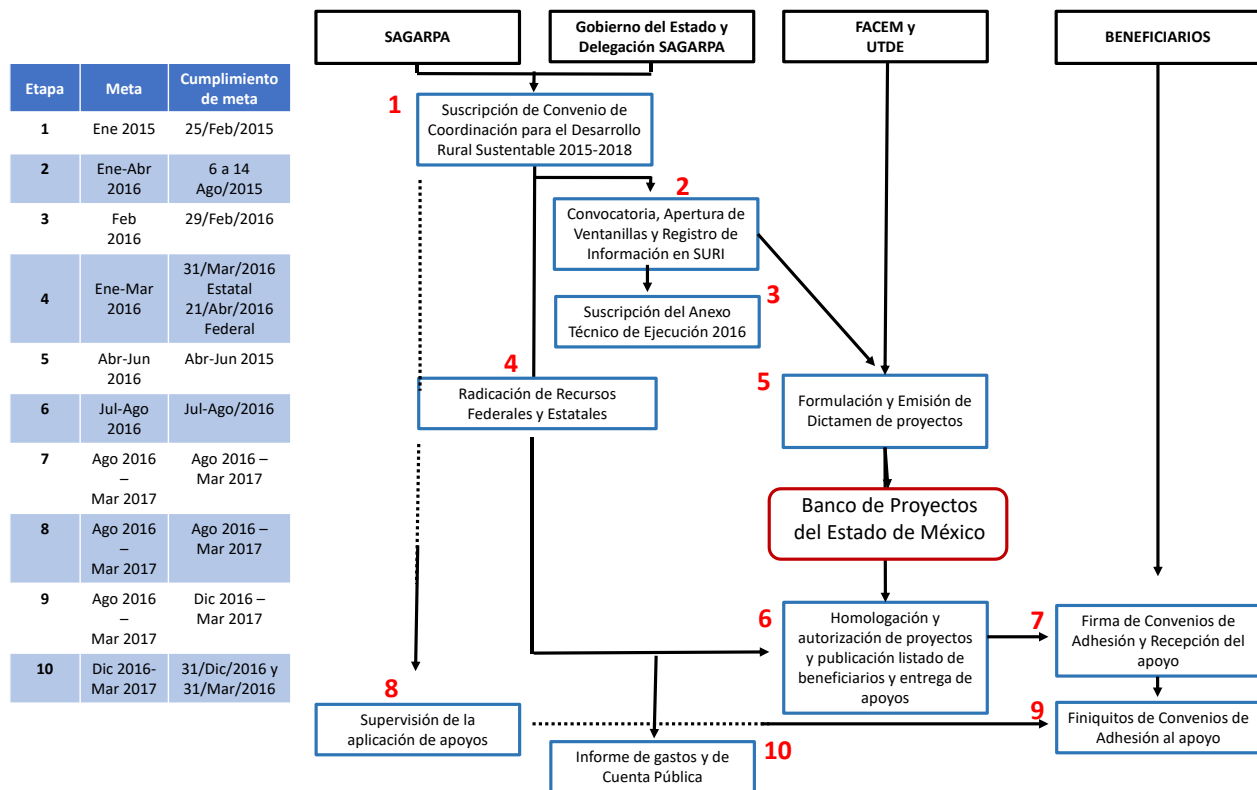 SAGARPA
Gobierno del Estado y
Delegación SAGARPA
FACEM y
UTDE
BENEFICIARIOS
Etapa Meta Cumplimiento
de meta
1 Ene 2015 25/Feb/2015
2 Ene-Abr
2016 6 a 14
Ago/2015
3 Feb
2016 29/Feb/2016
4 Ene-Mar
2016 31/Mar/2016
Estatal
21/Abr/2016
Federal
5 Abr-Jun
2016 Abr-Jun 2015
6 Jul-Ago
2016 Jul-Ago/2016
7 Ago 2016
–
Mar 2017 Ago 2016 –
Mar 2017
8 Ago 2016
–
Mar 2017 Ago 2016 –
Mar 2017
9 Ago 2016
–
Mar 2017 Dic 2016 –
Mar 2017
10 Dic 2016-
Mar 2017 31/Dic/2016 y
31/Mar/2016
1
Suscripción de Convenio de
Coordinación para el Desarrollo
Rural Sustentable 2015-2018
2
Convocatoria, Apertura de
Ventanillas y Registro de
Información en SURI
3
Suscripción del Anexo
Técnico de Ejecución 2016
4
Radicación de Recursos
Federales y Estatales
5
Formulación y Emisión de
Dictamen de proyectos
Banco de Proyectos
del Estado de México
6
Homologación y
autorización de proyectos
y publicación listado de
beneficiarios y entrega de
apoyos
7
Firma de Convenios de
Adhesión y Recepción del
apoyo
8
Supervisión de la
aplicación de apoyos
9
Finiquitos de Convenios de
Adhesión al apoyo
10
Informe de gastos y de
Cuenta Pública